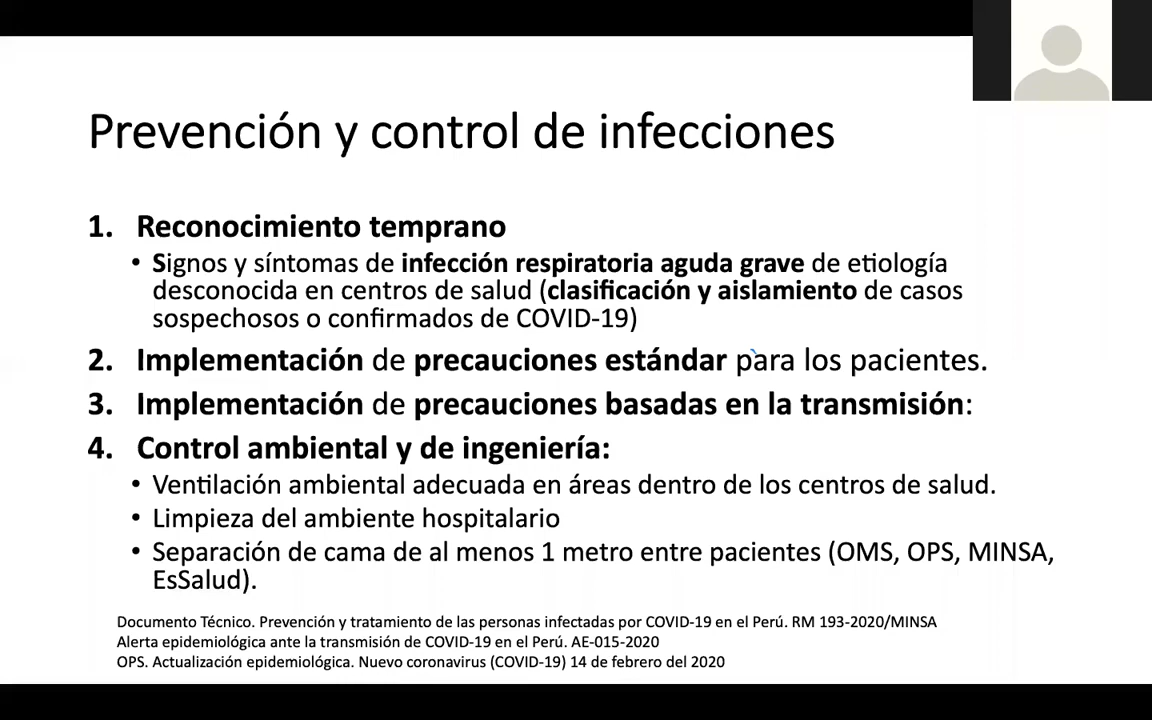 Prevención y control de infecciones
1. Reconocimiento temprano
• Signos y síntomas de infección respiratoria aguda grave de etiología
desconocida en centros de salud (clasificación y aislamiento de casos
sospechosos o confirmados de COVID-19)
2. Implementación de precauciones estándar para los pacientes.
3. Implementación de precauciones basadas en la transmisión:
4. Control ambiental y de ingeniería:
• Ventilación ambiental adecuada en áreas dentro de los centros de salud.
• Limpieza del ambiente hospitalario
• Separación de cama de al menos 1 metro entre pacientes (OMS, OPS, MINSA,
EsSalud).
Documento Técnico. Prevención y tratamiento de las personas infectadas por COVID-19 en el Perú. RM 193-2020/MINSA
Alerta epidemiológica ante la transmisión de COVID-19 en el Perú. AE-015-2020
OPS. Actualización epidemiológica. Nuevo coronavirus (COVID-19) 14 de febrero del 2020